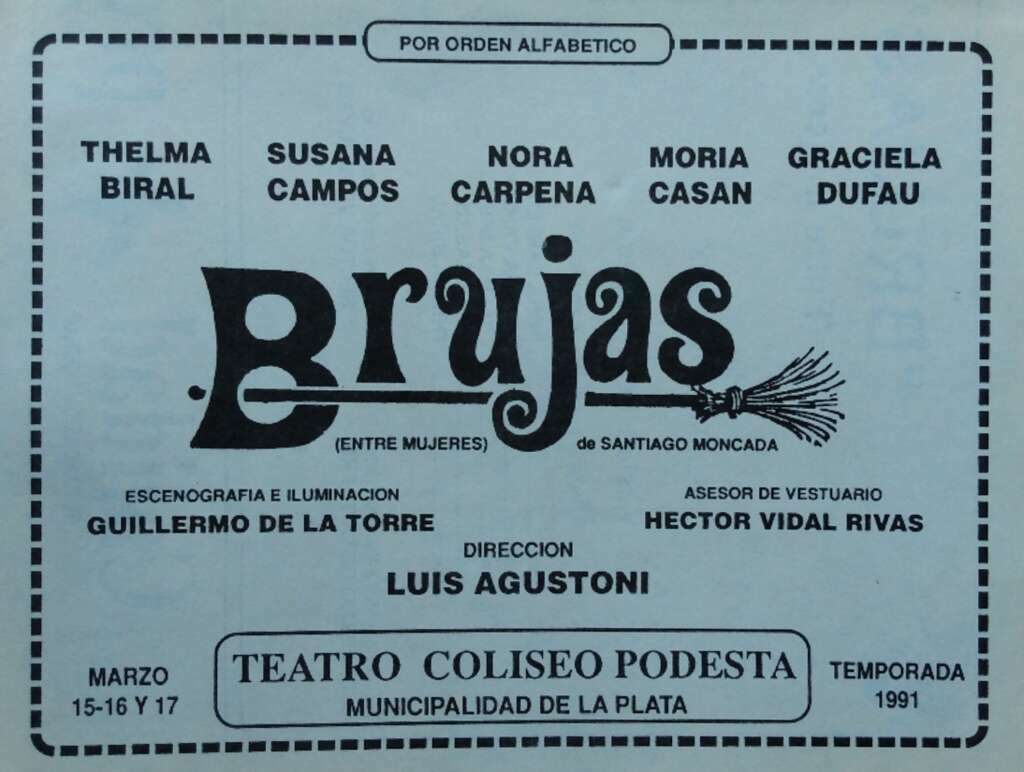 POR ORDEN ALFABETICO
THELMA BIRAL
SUSANA CAMPOS
NORA CARPENA
MORIA CASAN
GRACIELA DUFAU
Brujas
(ENTRE MUJERES) de SANTIAGO MONCADA
ESCENOGRAFIA E ILUMINACION
GUILLERMO DE LA TORRE
ASESOR DE VESTUARIO
HECTOR VIDAL RIVAS
DIRECCION
LUIS AGUSTONI
MARZO
15-16 Y 17
TEATRO COLISEO PODESTA
MUNICIPALIDAD DE LA PLATA
TEMPORADA
1991